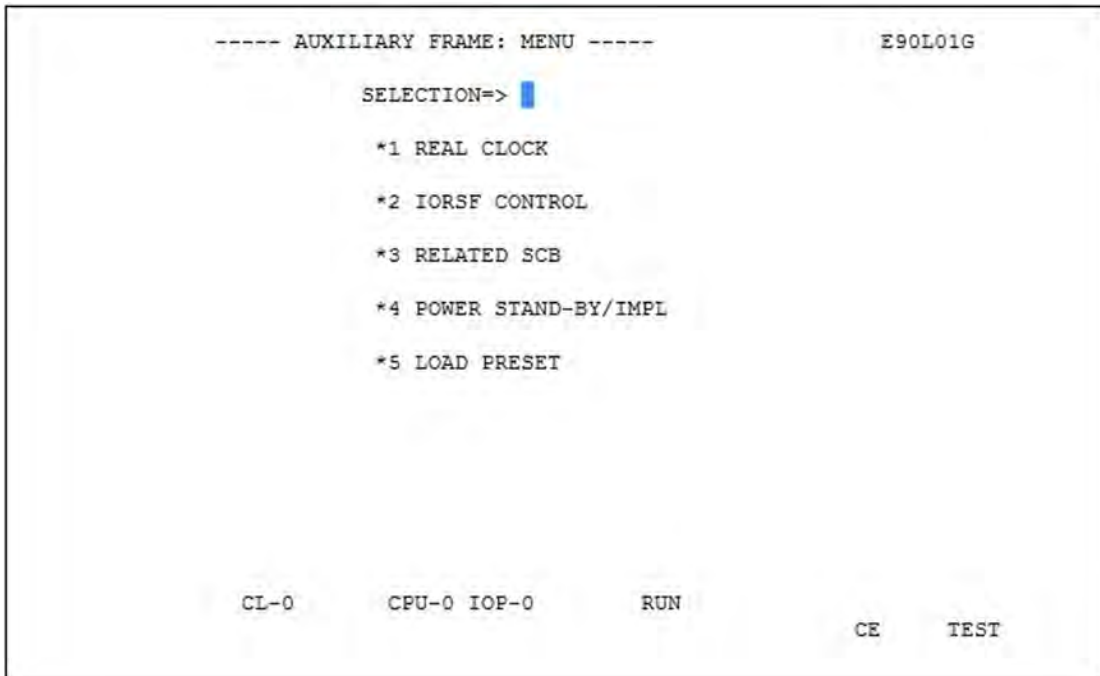 ----- AUXILIARY FRAME: MENU ----- E90L01G
SELECTION=>
*1 REAL CLOCK
*2 IORSF CONTROL
*3 RELATED SCB
*4 POWER STAND-BY/IMPL
*5 LOAD PRESET
CL-0 CPU-0 IOP-0 RUN
CE TEST